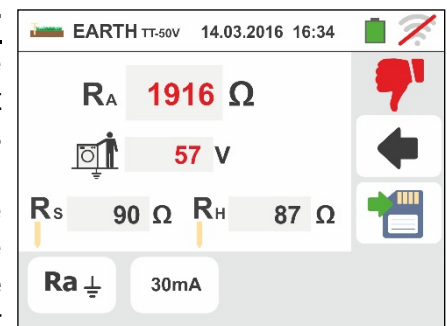 EARTH TT-50V 14.03.2016 16:34
RA 1916 Ω
57 V
RS 90 Ω RH 87 Ω
Ra 30mA